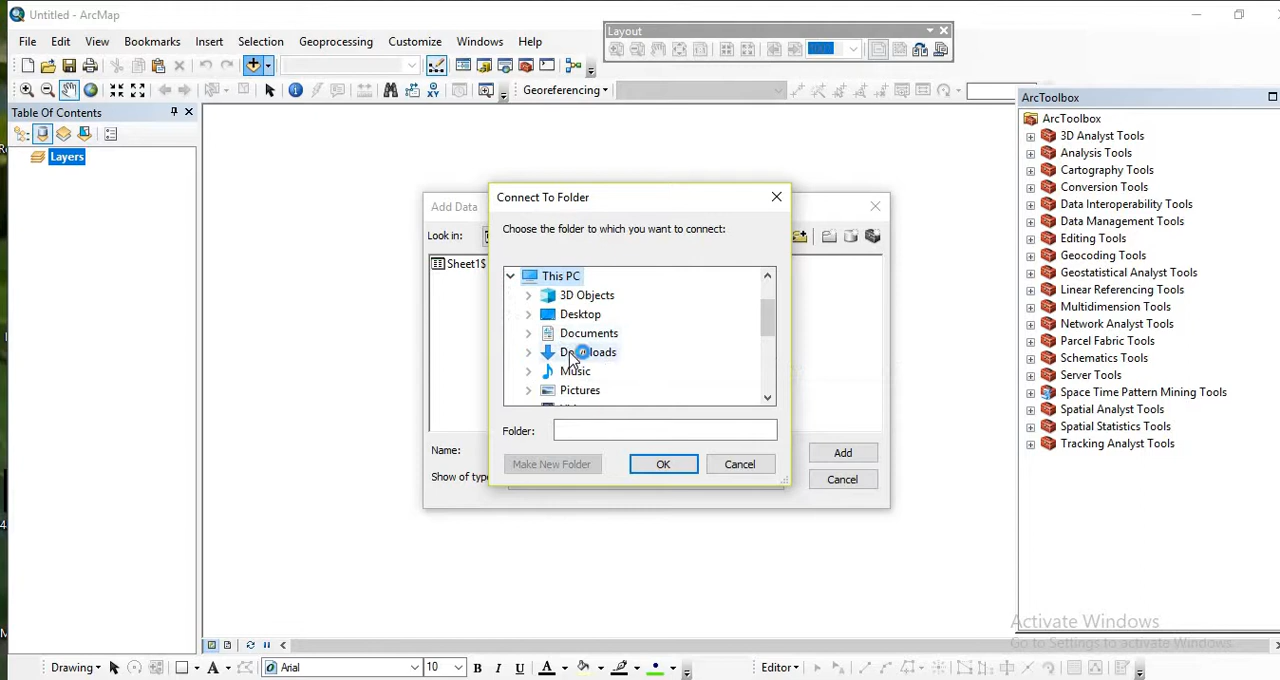 Untitled - ArcMap
Layout
File Edit View Bookmarks Insert Selection Geoprocessing Customize Windows Help
Georeferencing
Table Of Contents
Layers
ArcToolbox
ArcToolbox
3D Analyst Tools
Analysis Tools
Cartography Tools
Conversion Tools
Data Interoperability Tools
Data Management Tools
Editing Tools
Geocoding Tools
Geostatistical Analyst Tools
Linear Referencing Tools
Multidimension Tools
Network Analyst Tools
Parcel Fabric Tools
Schematics Tools
Server Tools
Space Time Pattern Mining Tools
Spatial Analyst Tools
Spatial Statistics Tools
Tracking Analyst Tools
Add Data
Look in:
Sheet1$
Name:
Show of type
Add
Cancel
Connect To Folder
Choose the folder to which you want to connect:
This PC
3D Objects
Desktop
Documents
Downloads
Music
Pictures
Folder:
Make New Folder OK Cancel
Activate Windows
Go to Settings to activate Windows.
Drawing Arial 10 B I U A Editor